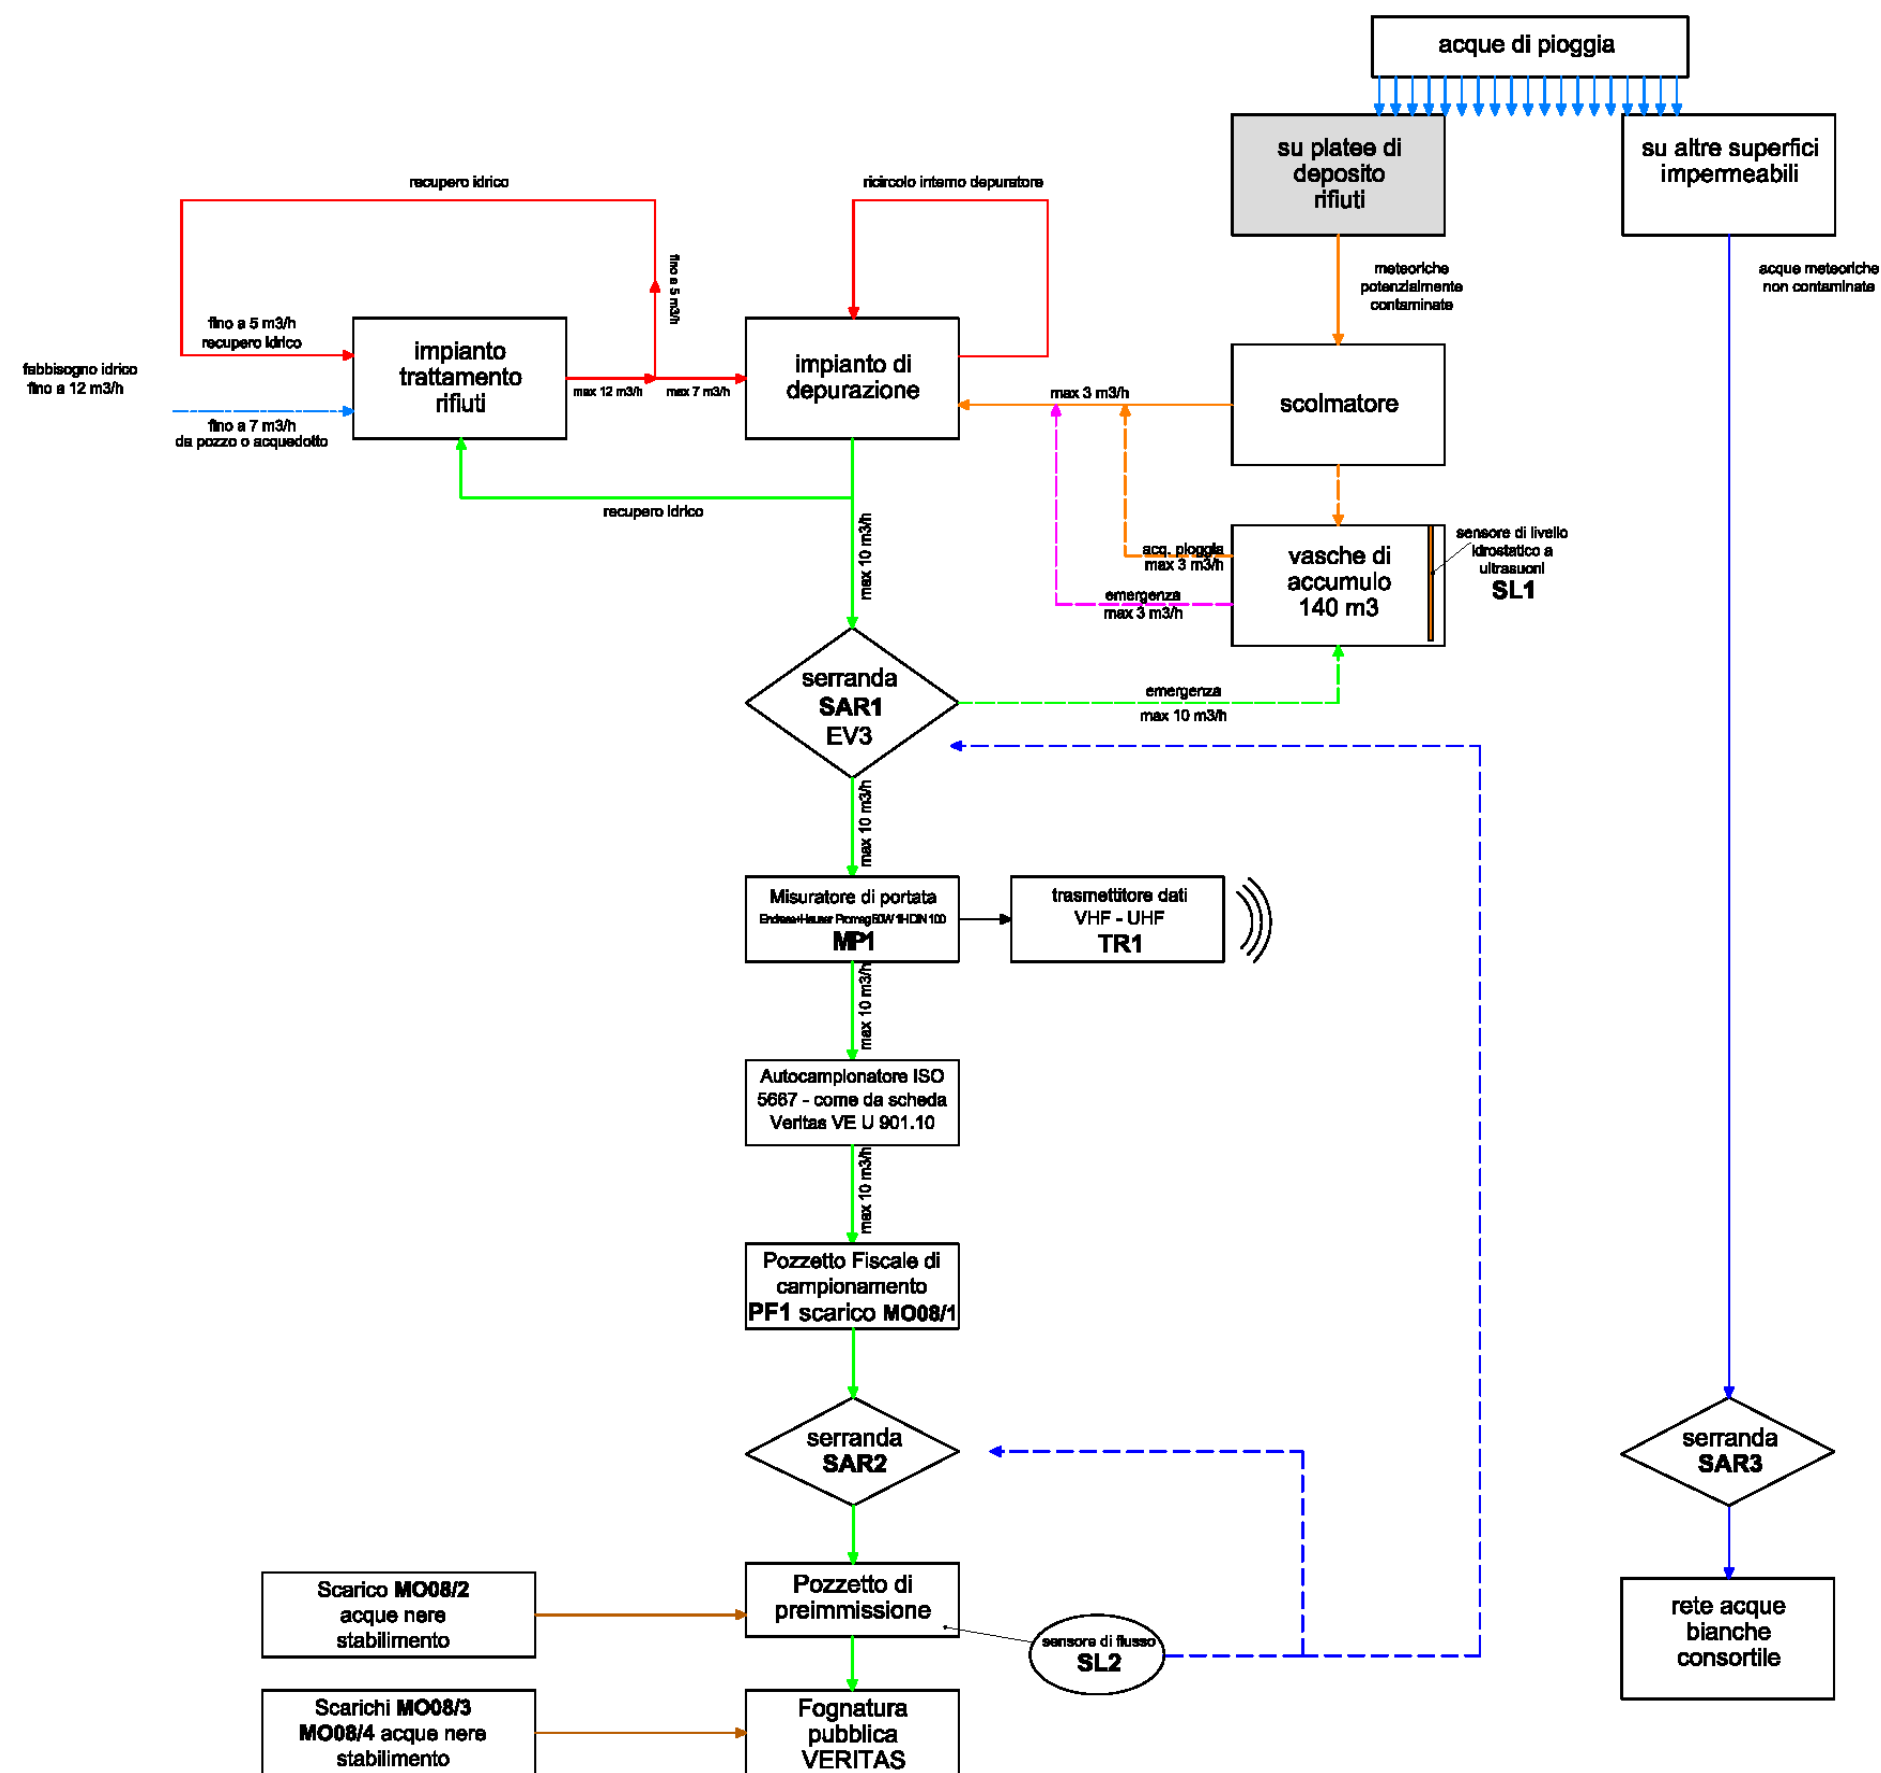 acque di pioggia
su platee di
deposito
rifiuti
su altre superfici
impermeabili
recupero idrico
ricircolo interno depuratore
meteoriche
potenzialmente
contaminate
acque meteoriche
non contaminate
fino a 5 m3/h
fino a 5 m3/h
recupero idrico
fabbisogno idrico
fino a 12 m3/h
fino a 7 m3/h
da pozzo o acquedotto
impianto
trattamento
rifiuti
max 12 m3/h
max 7 m3/h
impianto di
depurazione
max 3 m3/h
scolmatore
recupero idrico
max 10 m3/h
acq. pioggia
max 3 m3/h
emergenza
max 3 m3/h
vasche di
accumulo
140 m3
sensore di livello
idrostatico a
ultrasuoni
SL1
serranda
SAR1
EV3
emergenza
max 10 m3/h
max 10 m3/h
Misuratore di portata
Endress+Hauser Promag 50W 1H DN 100
MP1
trasmettitore dati
VHF - UHF
TR1
max 10 m3/h
Autocampionatore ISO
5667 - come da scheda
Veritas VE U 901.10
max 10 m3/h
Pozzetto Fiscale di
campionamento
PF1 scarico MO08/1
serranda
SAR2
serranda
SAR3
Scarico MO08/2
acque nere
stabilimento
Pozzetto di
preimmissione
sensore di flusso
SL2
rete acque
bianche
consortile
Scarichi MO08/3
MO08/4 acque nere
stabilimento
Fognatura
pubblica
VERITAS